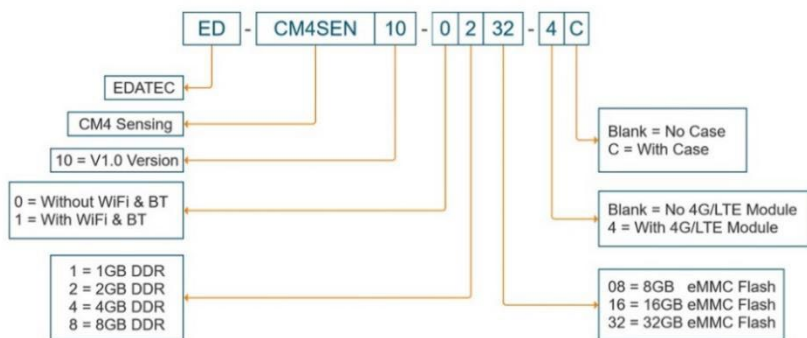 ED - CM4SEN 10 - 0 2 32 - 4 C
EDATEC
CM4 Sensing
10 = V1.0 Version
0 = Without WiFi & BT
1 = With WiFi & BT
1 = 1GB DDR
2 = 2GB DDR
4 = 4GB DDR
8 = 8GB DDR
Blank = No Case
C = With Case
Blank = No 4G/LTE Module
4 = With 4G/LTE Module
08 = 8GB eMMC Flash
16 = 16GB eMMC Flash
32 = 32GB eMMC Flash